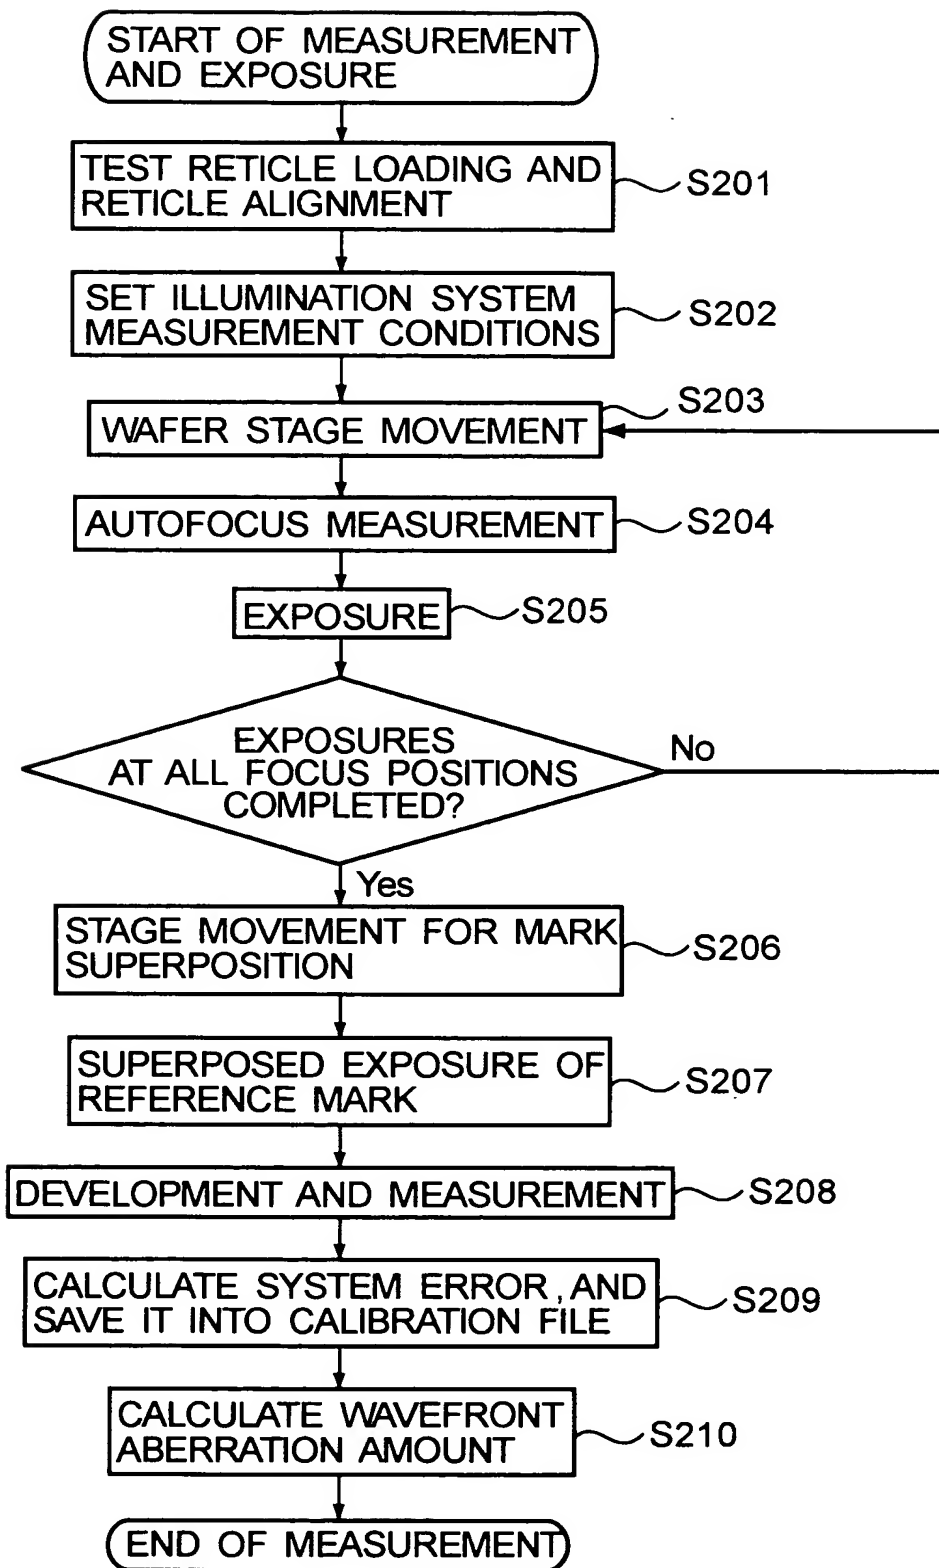 START OF MEASUREMENT
AND EXPOSURE
TEST RETICLE LOADING AND
RETICLE ALIGNMENT
S201
SET ILLUMINATION SYSTEM
MEASUREMENT CONDITIONS
S202
WAFER STAGE MOVEMENT
S203
AUTOFOCUS MEASUREMENT
S204
EXPOSURE
S205
EXPOSURES
AT ALL FOCUS POSITIONS
COMPLETED?
No
Yes
STAGE MOVEMENT FOR MARK
SUPERPOSITION
S206
SUPERPOSED EXPOSURE OF
REFERENCE MARK
S207
DEVELOPMENT AND MEASUREMENT
S208
CALCULATE SYSTEM ERROR, AND
SAVE IT INTO CALIBRATION FILE
S209
CALCULATE WAVEFRONT
ABERRATION AMOUNT
S210
END OF MEASUREMENT